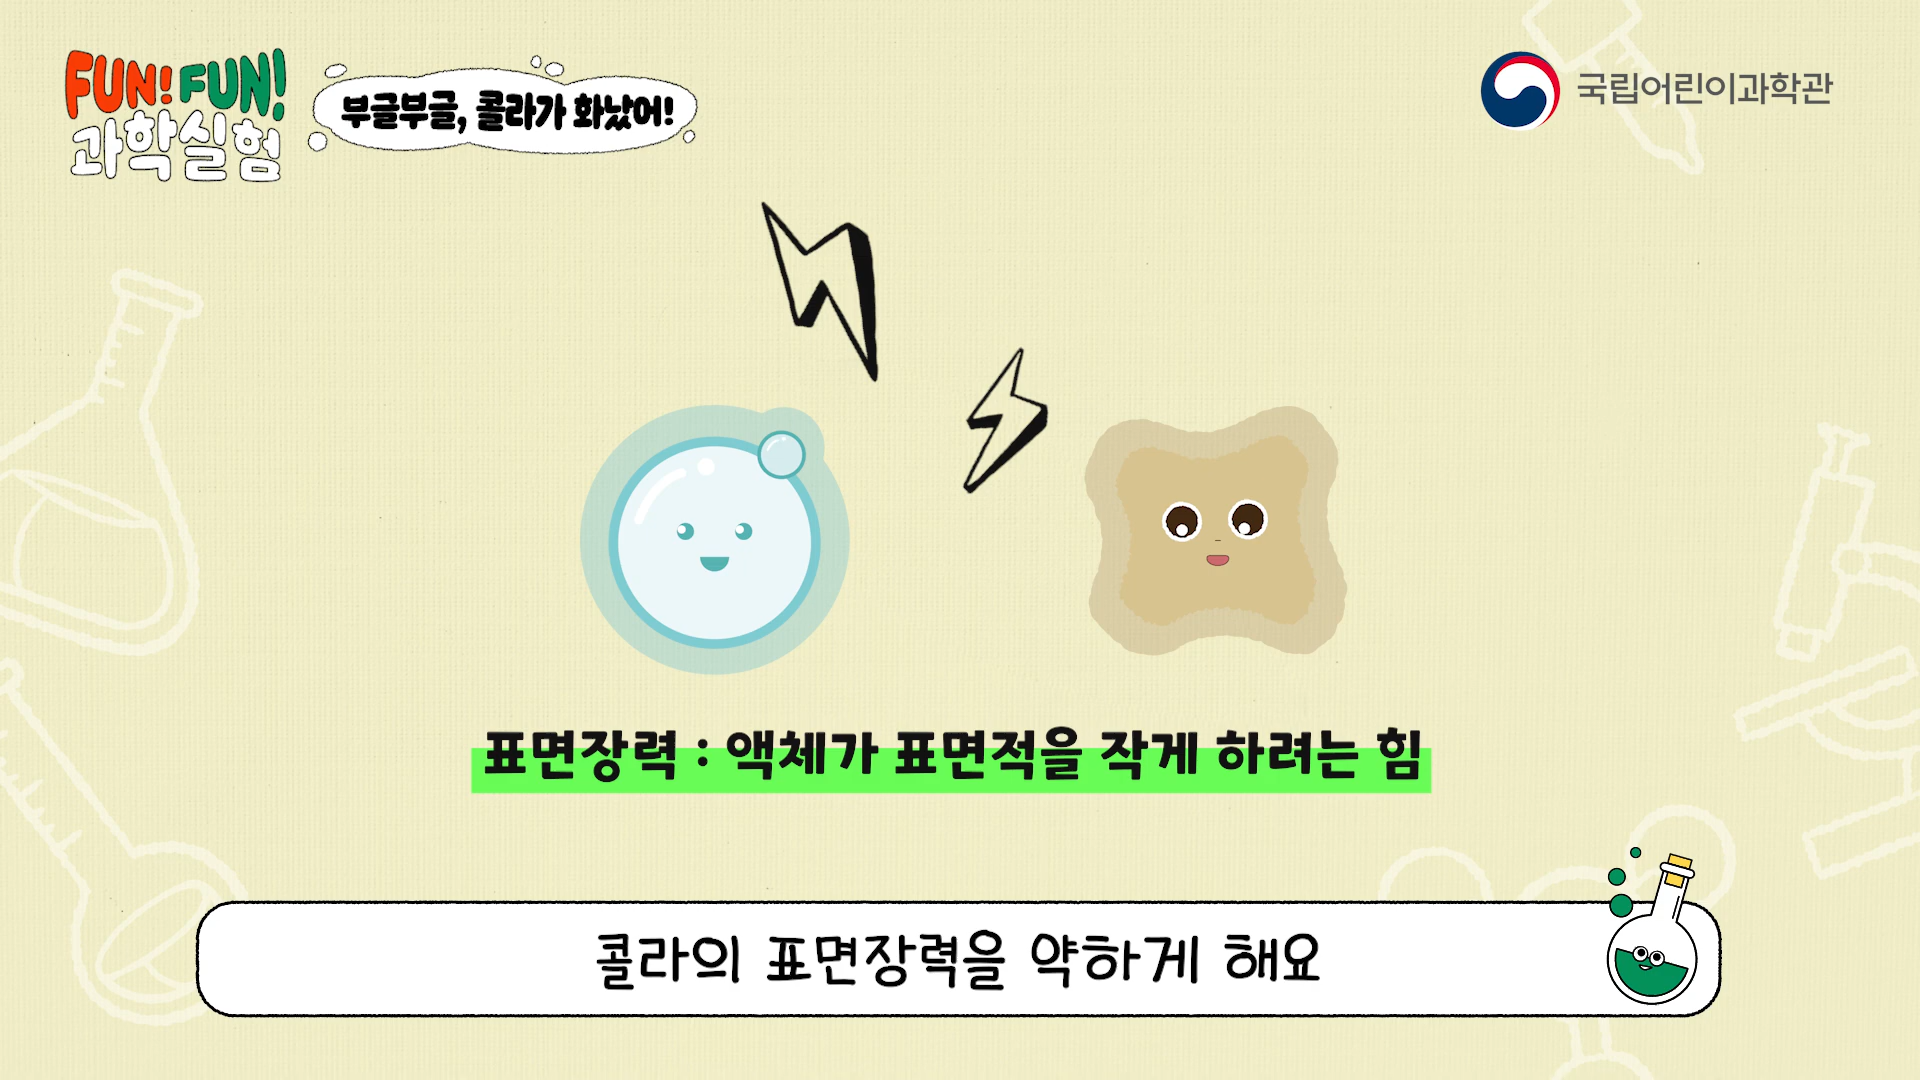 FUN! FUN!
과학실험
부글부글, 콜라가 화났어!
국립어린이과학관
표면장력 : 액체가 표면적을 작게 하려는 힘
콜라의 표면장력을 약하게 해요